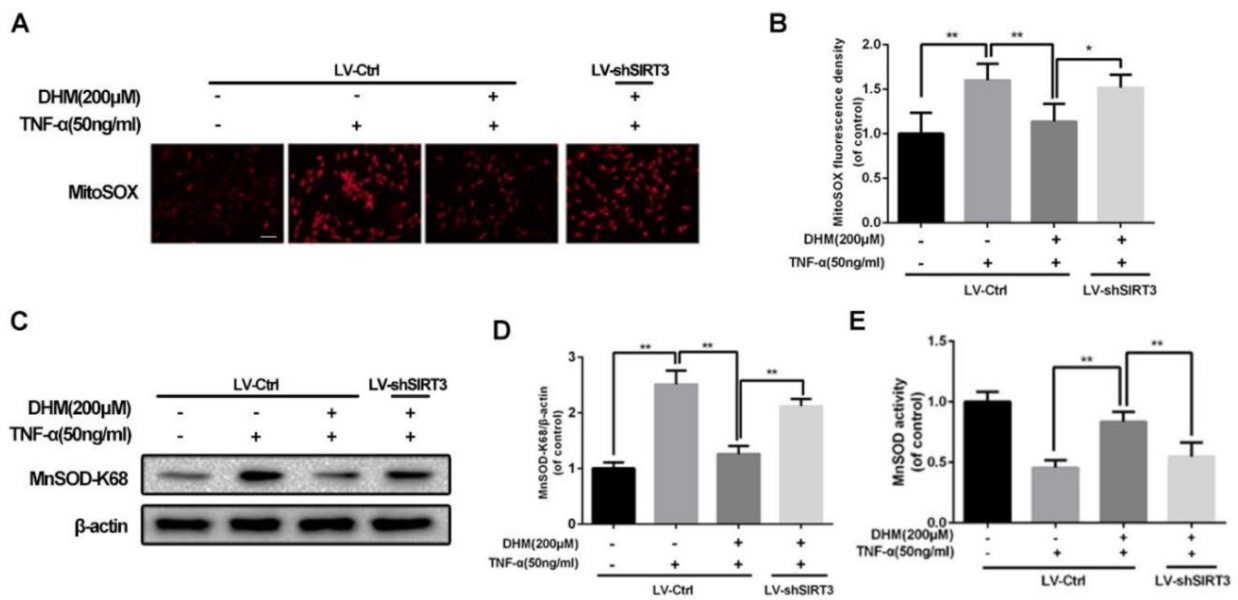 A
LV-Ctrl LV-shSIRT3
DHM(200μM) - - + +
TNF-α(50ng/ml) - + + +
MitoSOX
B
MitoSOX fluorescence density
(of control)
2.0
1.5
1.0
0.5
0.0
** ** *
DHM(200μM) - - + +
TNF-α(50ng/ml) - + + +
LV-Ctrl LV-shSIRT3
C
LV-Ctrl LV-shSIRT3
DHM(200μM) - - + +
TNF-α(50ng/ml) - + + +
MnSOD-K68
β-actin
D
MnSOD-K68/β-actin
(of control)
3
2
1
0
** ** **
DHM(200μM) - - + +
TNF-α(50ng/ml) - + + +
LV-Ctrl LV-shSIRT3
E
MnSOD activity
(of control)
1.5
1.0
0.5
0.0
** **
DHM(200μM) - - + +
TNF-α(50ng/ml) - + + +
LV-Ctrl LV-shSIRT3